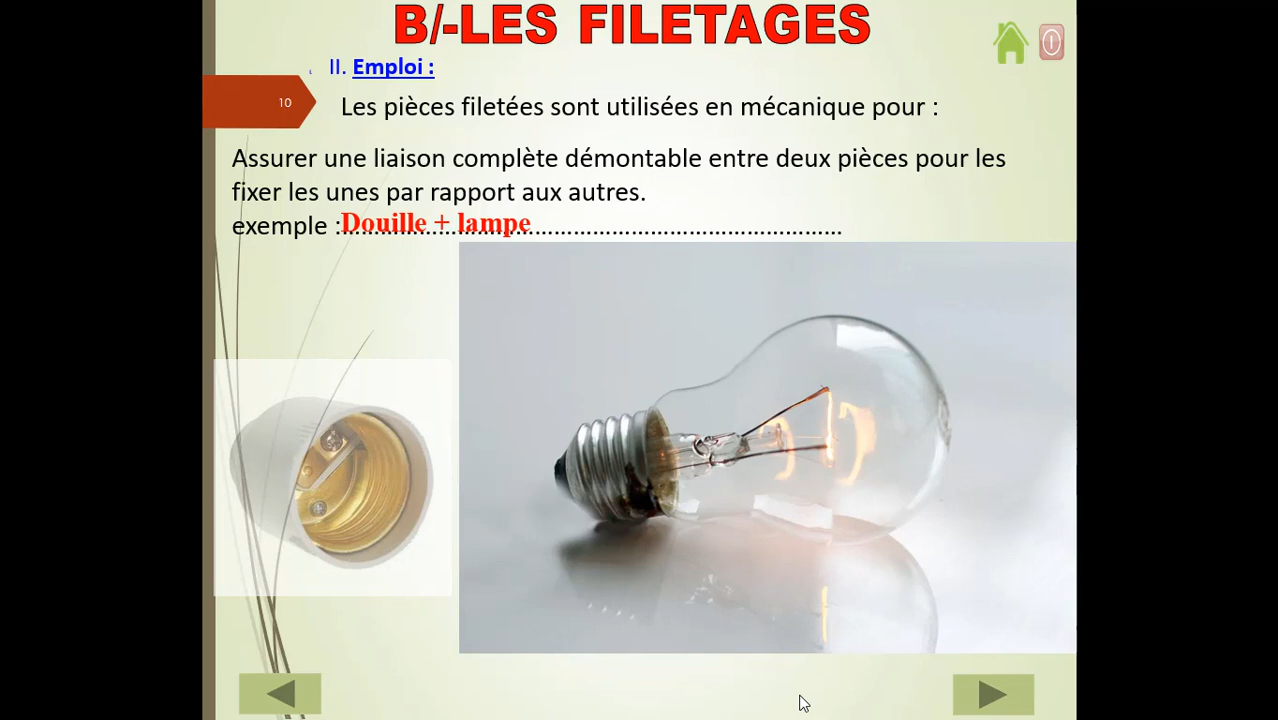 B/-LES FILETAGES
II. Emploi :
10
Les pièces filetées sont utilisées en mécanique pour :
Assurer une liaison complète démontable entre deux pièces pour les
fixer les unes par rapport aux autres.
exemple :Douille + lampe.......................................................